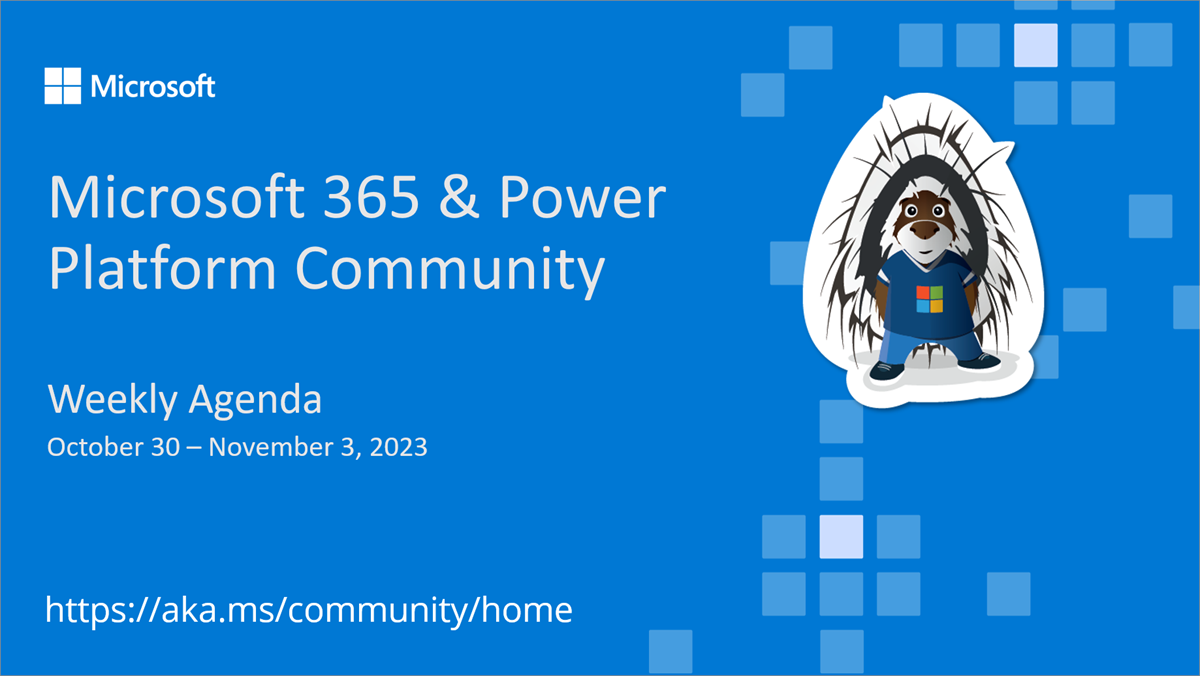 Microsoft
Microsoft 365 & Power
Platform Community
Weekly Agenda
October 30 – November 3, 2023
https://aka.ms/community/home